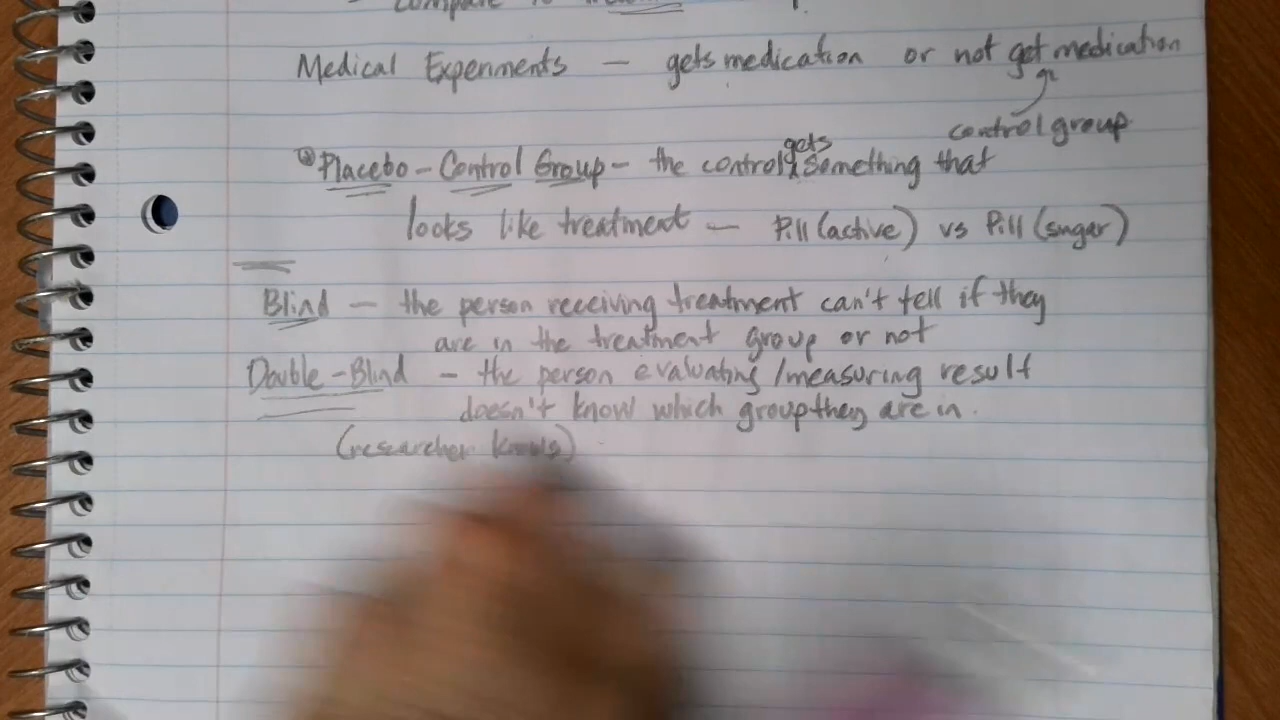 compare to
Medical Experiments — gets medication or not get medication
control group
Placebo - Control Group - the control gets something that
looks like treatment — Pill (active) vs Pill (sugar)
Blind — the person receiving treatment can't tell if they
are in the treatment group or not
Double-Blind - the person evaluating/measuring result
doesn't know which group they are in.
(researcher knows)